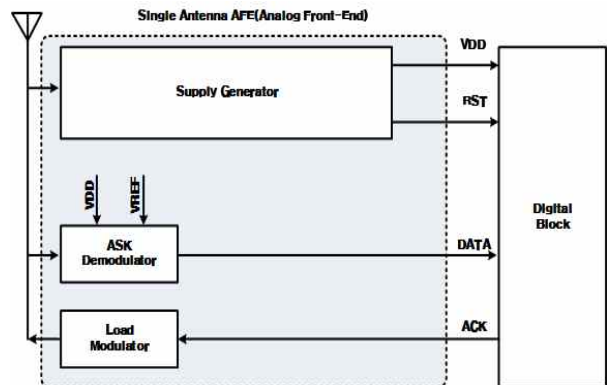 Single Antenna AFE(Analog Front-End)
Supply Generator
VDD
RST
VDD
VREF
ASK
Demodulator
DATA
Digital
Block
Load
Modulator
ACK